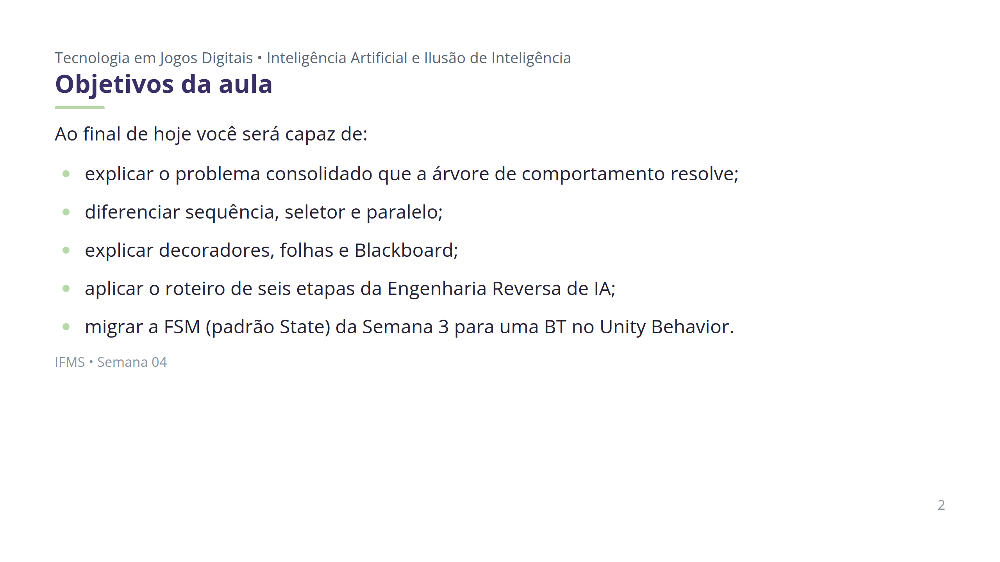 Tecnologia em Jogos Digitais • Inteligência Artificial e Ilusão de Inteligência
Objetivos da aula
Ao final de hoje você será capaz de:
• explicar o problema consolidado que a árvore de comportamento resolve;
• diferenciar sequência, seletor e paralelo;
• explicar decoradores, folhas e Blackboard;
• aplicar o roteiro de seis etapas da Engenharia Reversa de IA;
• migrar a FSM (padrão State) da Semana 3 para uma BT no Unity Behavior.
IFMS • Semana 04
2